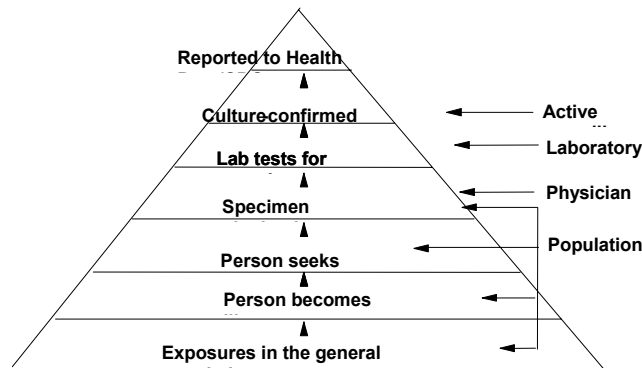 Reported to Health
Culture-confirmed
Active
Laboratory
Lab tests for
Physician
Specimen
Population
Person seeks
Person becomes
Exposures in the general